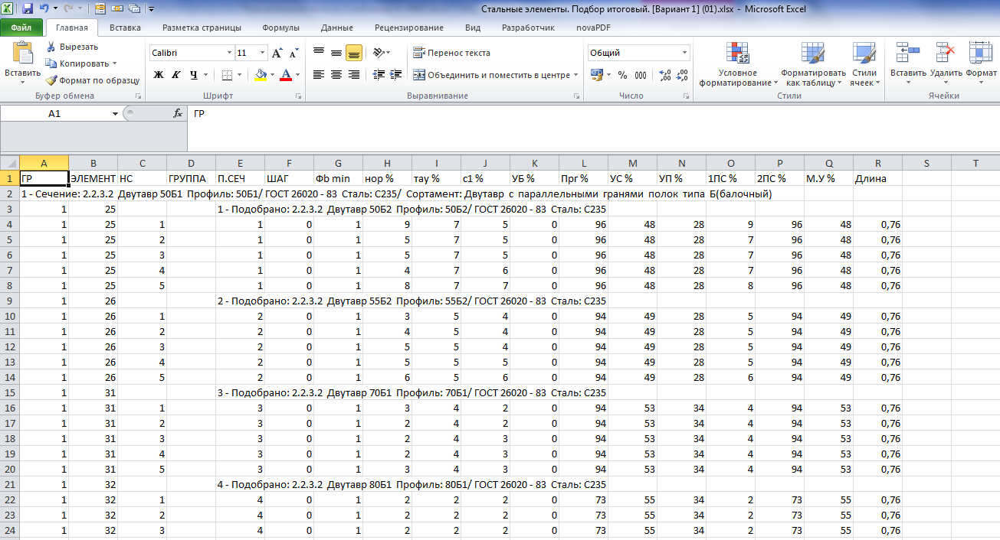 Стальные элементы. Подбор итоговый. [Вариант 1] (01).xlsx - Microsoft Excel
Файл Главная Вставка Разметка страницы Формулы Данные Рецензирование Вид Разработчик novaPDF
Вставить
Вырезать
Копировать
Формат по образцу
Буфер обмена
Calibri 11
Ж К Ч
Шрифт
Перенос текста
Объединить и поместить в центре
Выравнивание
Общий
% 000
Число
Условное форматирование
Форматировать как таблицу
Стили ячеек
Стили
Вставить Удалить Формат
Ячейки
A1 fx ГР
A B C D E F G H I J K L M N O P Q R S T
1 ГР ЭЛЕМЕНТ НС ГРУППА П.СЕЧ ШАГ Фb min нор % тау % с1 % УБ % Прг % УС % УП % 1ПС % 2ПС % М.У % Длина
2 1 - Сечение: 2.2.3.2 Двутавр 50Б1 Профиль: 50Б1/ ГОСТ 26020 - 83 Сталь: С235/ Сортамент: Двутавр с параллельными гранями полок типа Б(балочный)
3 1 25 1 - Подобрано: 2.2.3.2 Двутавр 50Б2 Профиль: 50Б2/ ГОСТ 26020 - 83 Сталь: С235
4 1 25 1 1 0 1 9 7 5 0 96 48 28 9 96 48 0,76
5 1 25 2 1 0 1 5 7 5 0 96 48 28 7 96 48 0,76
6 1 25 3 1 0 1 5 7 5 0 96 48 28 7 96 48 0,76
7 1 25 4 1 0 1 4 7 6 0 96 48 28 7 96 48 0,76
8 1 25 5 1 0 1 8 7 7 0 96 48 28 8 96 48 0,76
9 1 26 2 - Подобрано: 2.2.3.2 Двутавр 55Б2 Профиль: 55Б2/ ГОСТ 26020 - 83 Сталь: С235
10 1 26 1 2 0 1 3 5 4 0 94 49 28 5 94 49 0,76
11 1 26 2 2 0 1 4 5 4 0 94 49 28 5 94 49 0,76
12 1 26 3 2 0 1 5 5 4 0 94 49 28 5 94 49 0,76
13 1 26 4 2 0 1 5 5 5 0 94 49 28 5 94 49 0,76
14 1 26 5 2 0 1 6 5 6 0 94 49 28 6 94 49 0,76
15 1 31 3 - Подобрано: 2.2.3.2 Двутавр 70Б1 Профиль: 70Б1/ ГОСТ 26020 - 83 Сталь: С235
16 1 31 1 3 0 1 3 4 2 0 94 53 34 4 94 53 0,76
17 1 31 2 3 0 1 2 4 2 0 94 53 34 4 94 53 0,76
18 1 31 3 3 0 1 2 4 3 0 94 53 34 4 94 53 0,76
19 1 31 4 3 0 1 2 4 3 0 94 53 34 4 94 53 0,76
20 1 31 5 3 0 1 3 4 3 0 94 53 34 4 94 53 0,76
21 1 32 4 - Подобрано: 2.2.3.2 Двутавр 80Б1 Профиль: 80Б1/ ГОСТ 26020 - 83 Сталь: С235
22 1 32 1 4 0 1 2 2 2 0 73 55 34 2 73 55 0,76
23 1 32 2 4 0 1 2 2 2 0 73 55 34 2 73 55 0,76
24 1 32 3 4 0 1 2 2 2 0 73 55 34 2 73 55 0,76